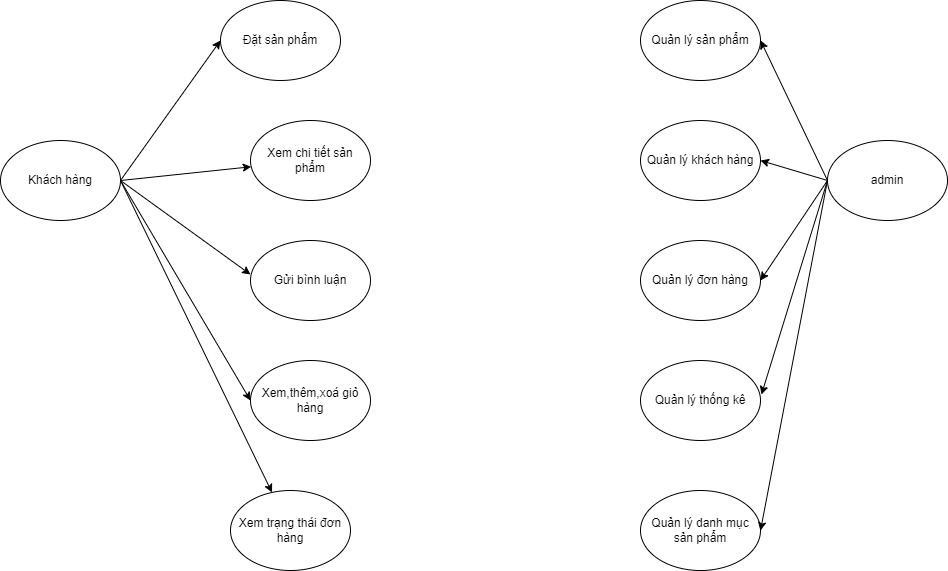 Đặt sản phẩm
Quản lý sản phẩm
Xem chi tiết sản
phẩm
Quản lý khách hàng
Khách hàng
admin
Gửi bình luận
Quản lý đơn hàng
Xem,thêm,xoá giỏ
hàng
Quản lý thống kê
Xem trạng thái đơn
hàng
Quản lý danh mục
sản phẩm